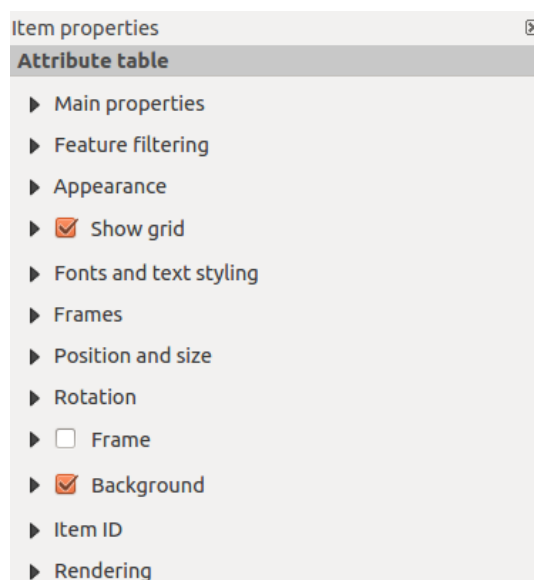 Item properties
Attribute table
Main properties
Feature filtering
Appearance
Show grid
Fonts and text styling
Frames
Position and size
Rotation
Frame
Background
Item ID
Rendering